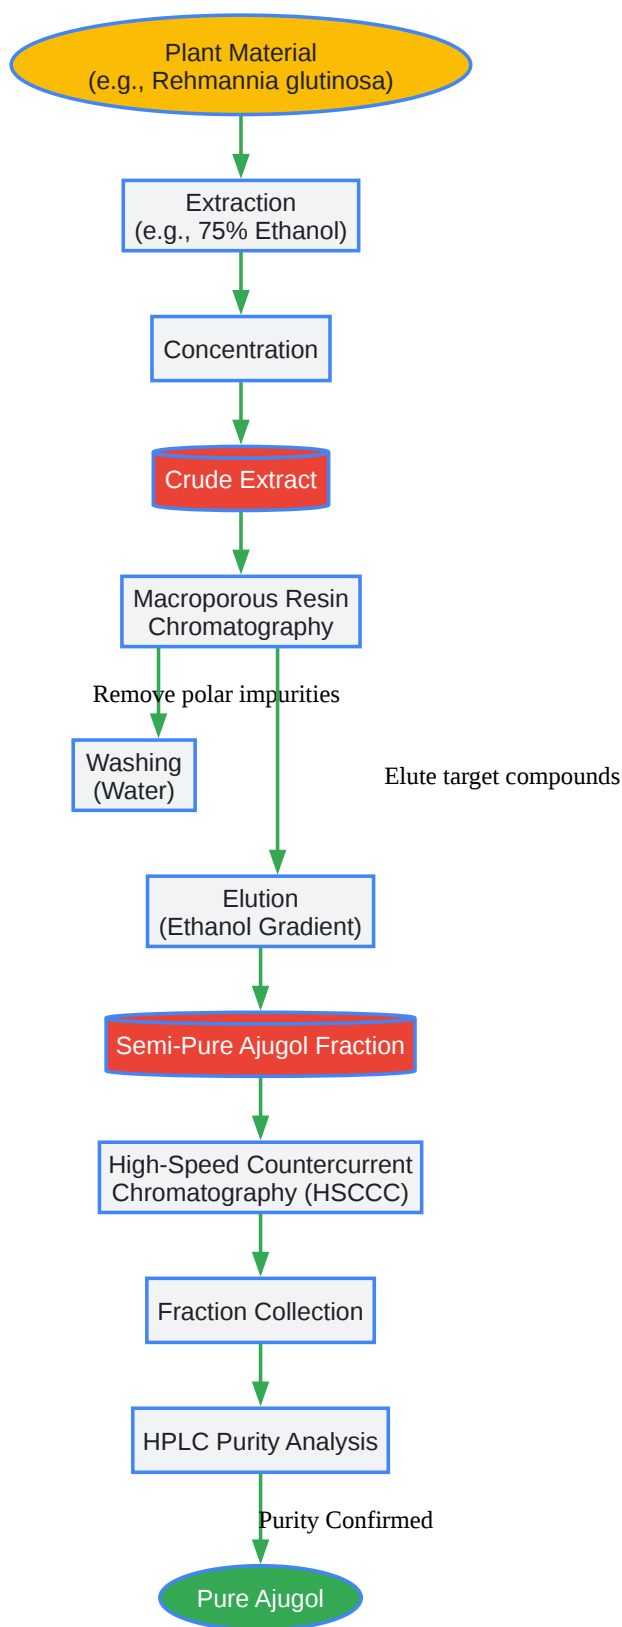 Plant Material
(e.g., Rehmannia glutinosa)
Extraction
(e.g., 75% Ethanol)
Concentration
Crude Extract
Macroporous Resin
Chromatography
Remove polar impurities
Washing
(Water)
Elute target compounds
Elution
(Ethanol Gradient)
Semi-Pure Ajugol Fraction
High-Speed Countercurrent
Chromatography (HSCCC)
Fraction Collection
HPLC Purity Analysis
Purity Confirmed
Pure Ajugol